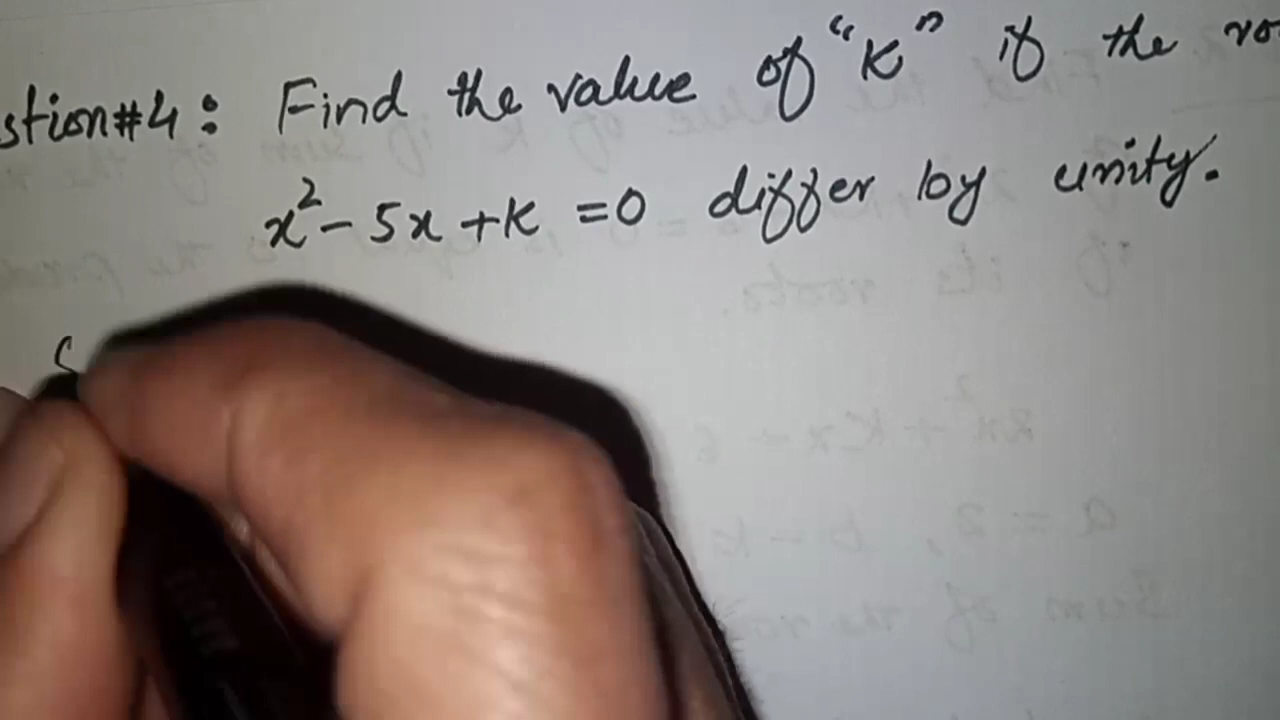 stion#4: Find the value of "K" if the ro
x² - 5x + K = 0 differ by unity.
S